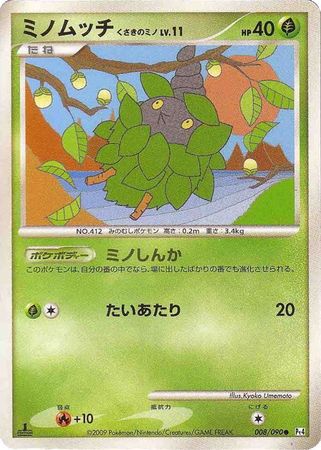 ミノムッチ くさきのミノ LV.11 HP40
たね
NO.412 みのむしポケモン 高さ：0.2m 重さ：3.4kg
ポケボディー ミノしんか
このポケモンは、自分の番の中でなら、場に出したばかりの番でも進化させられる。
たいあたり 20
Illus.Kyoko Umemoto
弱点 抵抗力 にげる
+10
1
©2009 Pokémon/Nintendo/Creatures/GAME FREAK.
008/090 ●
Pt4